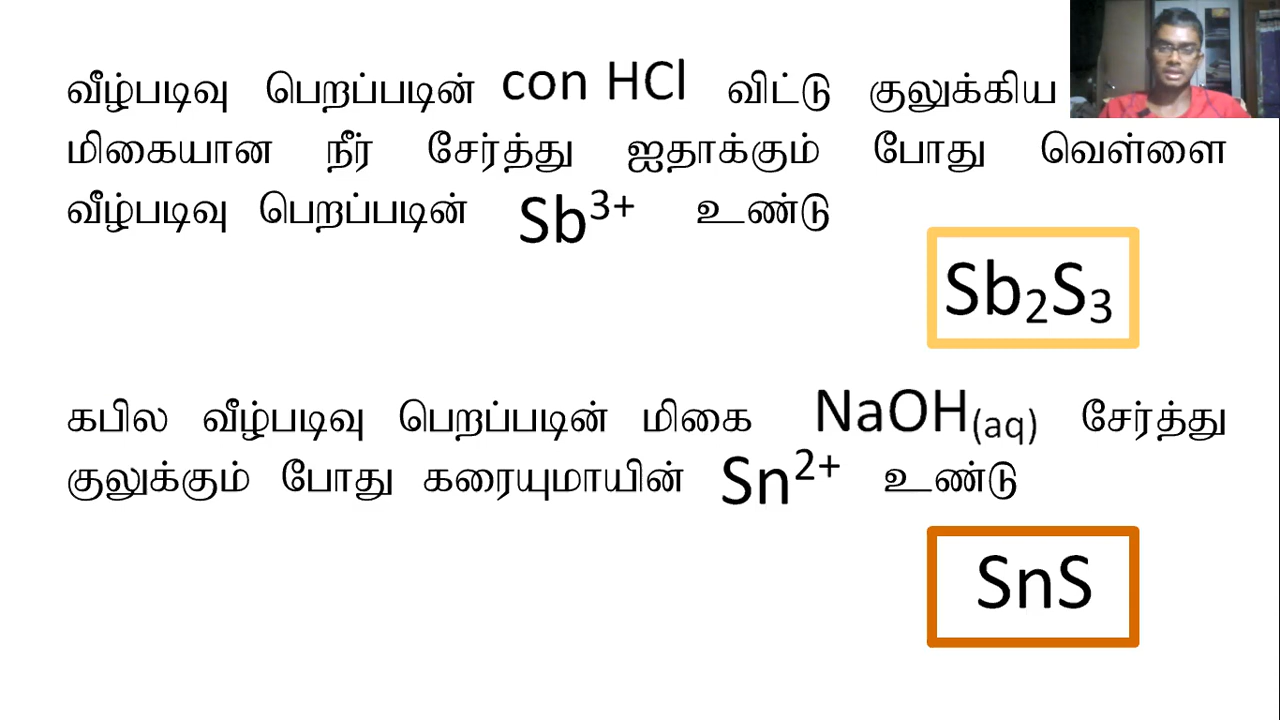 வீழ்படிவு பெறப்படின் con HCl விட்டு குலுக்கிய
மிகையான நீர் சேர்த்து ஐதாக்கும் போது வெள்ளை
வீழ்படிவு பெறப்படின் Sb³⁺ உண்டு
Sb₂S₃
கபில வீழ்படிவு பெறப்படின் மிகை NaOH(aq) சேர்த்து
குலுக்கும் போது கரையுமாயின் Sn²⁺ உண்டு
SnS